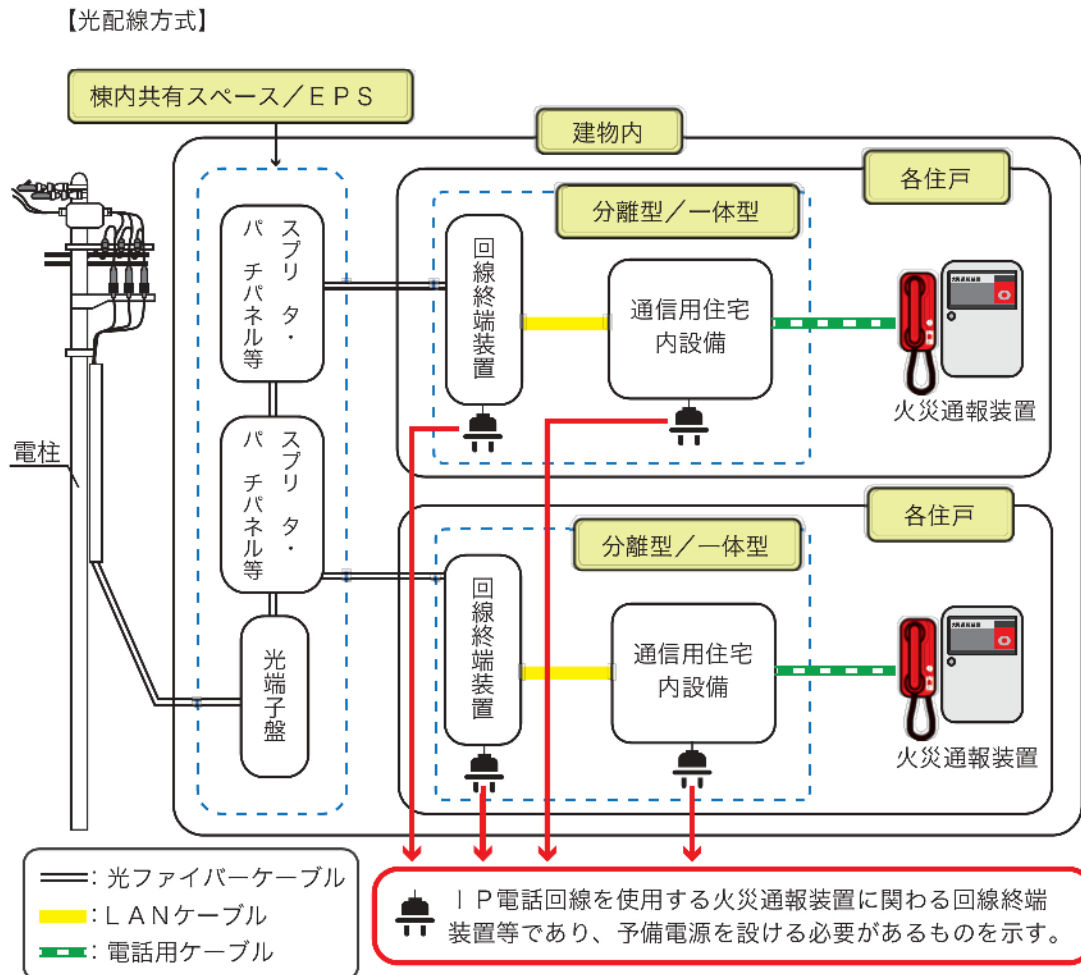 【光配線方式】
棟内共有スペース／ＥＰＳ
建物内
各住戸
分離型／一体型
スプリ タ・
パ チパネル等
回線終端装置
通信用住宅
内設備
火災通報装置
電柱
スプリ タ・
パ チパネル等
各住戸
分離型／一体型
回線終端装置
通信用住宅
内設備
火災通報装置
光端子盤
：光ファイバーケーブル
：ＬＡＮケーブル
：電話用ケーブル
ＩＰ電話回線を使用する火災通報装置に関わる回線終端
装置等であり、予備電源を設ける必要があるものを示す。